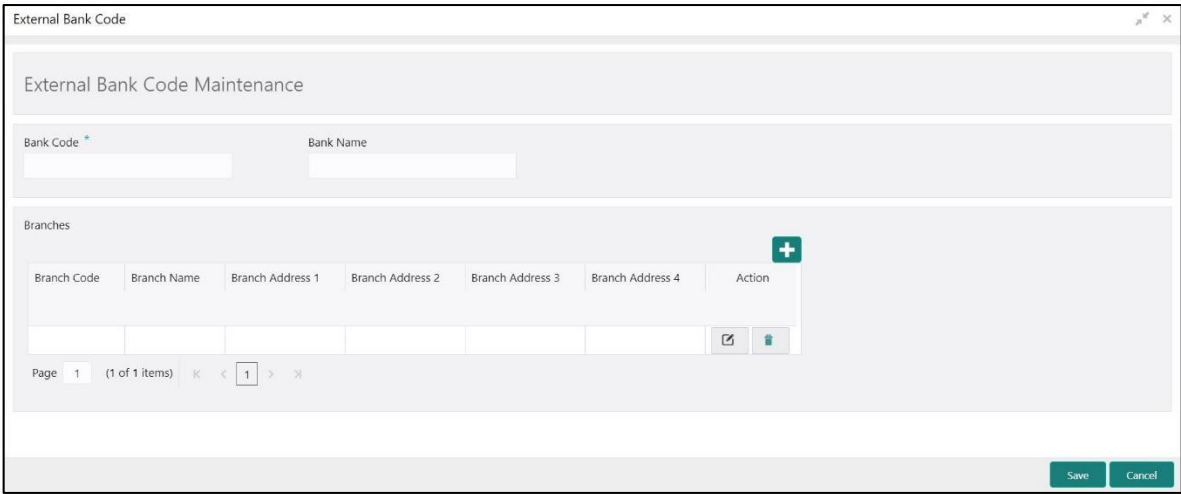 External Bank Code
External Bank Code Maintenance
Bank Code * Bank Name
Branches
Branch Code Branch Name Branch Address 1 Branch Address 2 Branch Address 3 Branch Address 4 Action
Page 1 (1 of 1 items) 1
Save Cancel